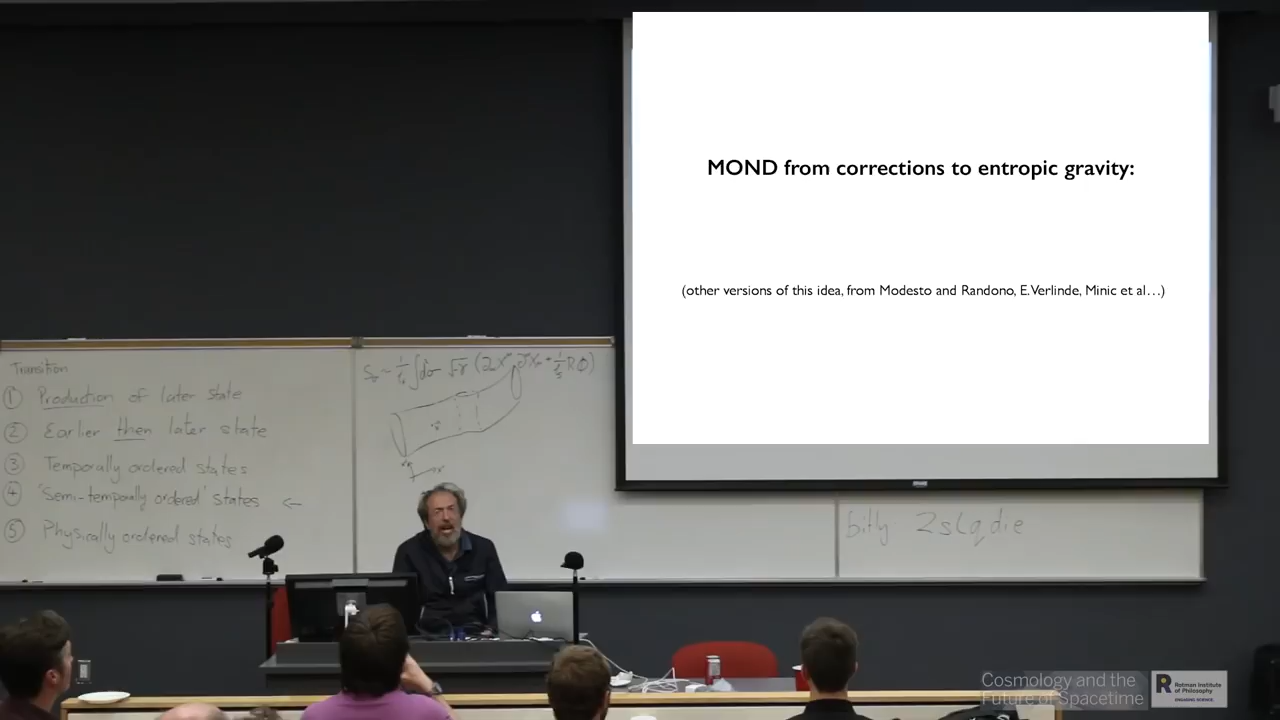 MOND from corrections to entropic gravity:
(other versions of this idea, from Modesto and Randono, E. Verlinde, Minic et al…)
Transition
① Production of later state
② Earlier then later state
③ Temporally ordered states
④ 'Semi-temporally ordered' states ←
⑤ Physically ordered states
Cosmology and the
Future of Spacetime
R
Rotman Institute
of Philosophy
ENGAGING SCIENCE.